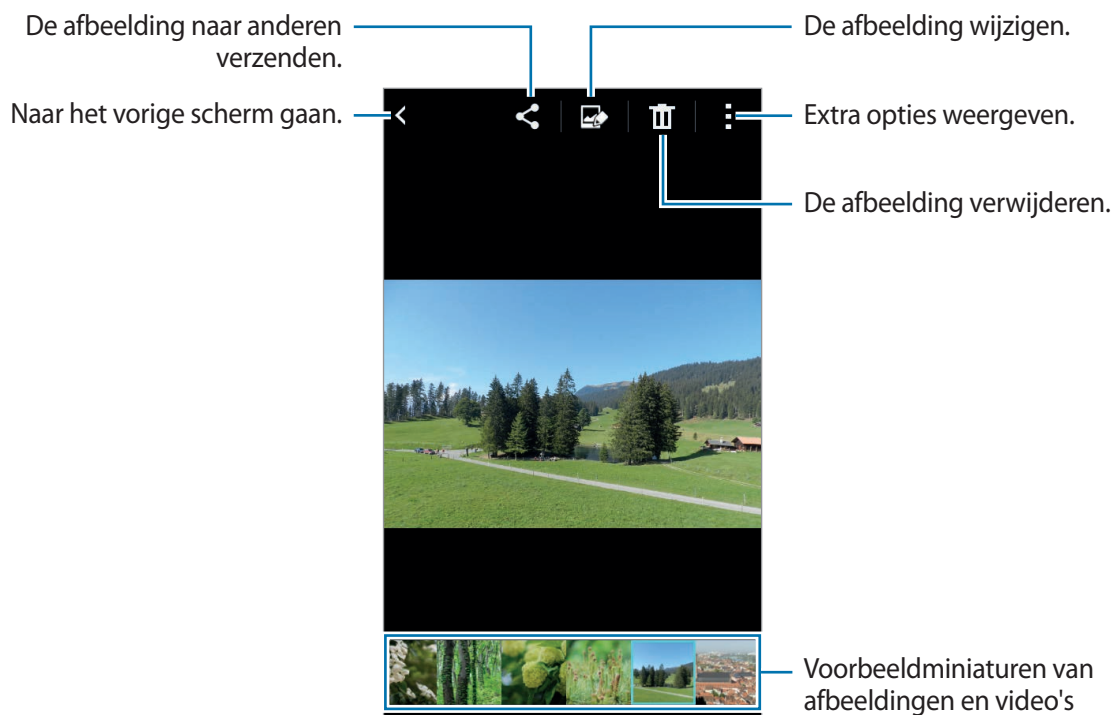 De afbeelding naar anderen
verzenden.
De afbeelding wijzigen.
Naar het vorige scherm gaan.
Extra opties weergeven.
De afbeelding verwijderen.
Voorbeeldminiaturen van
afbeeldingen en video's